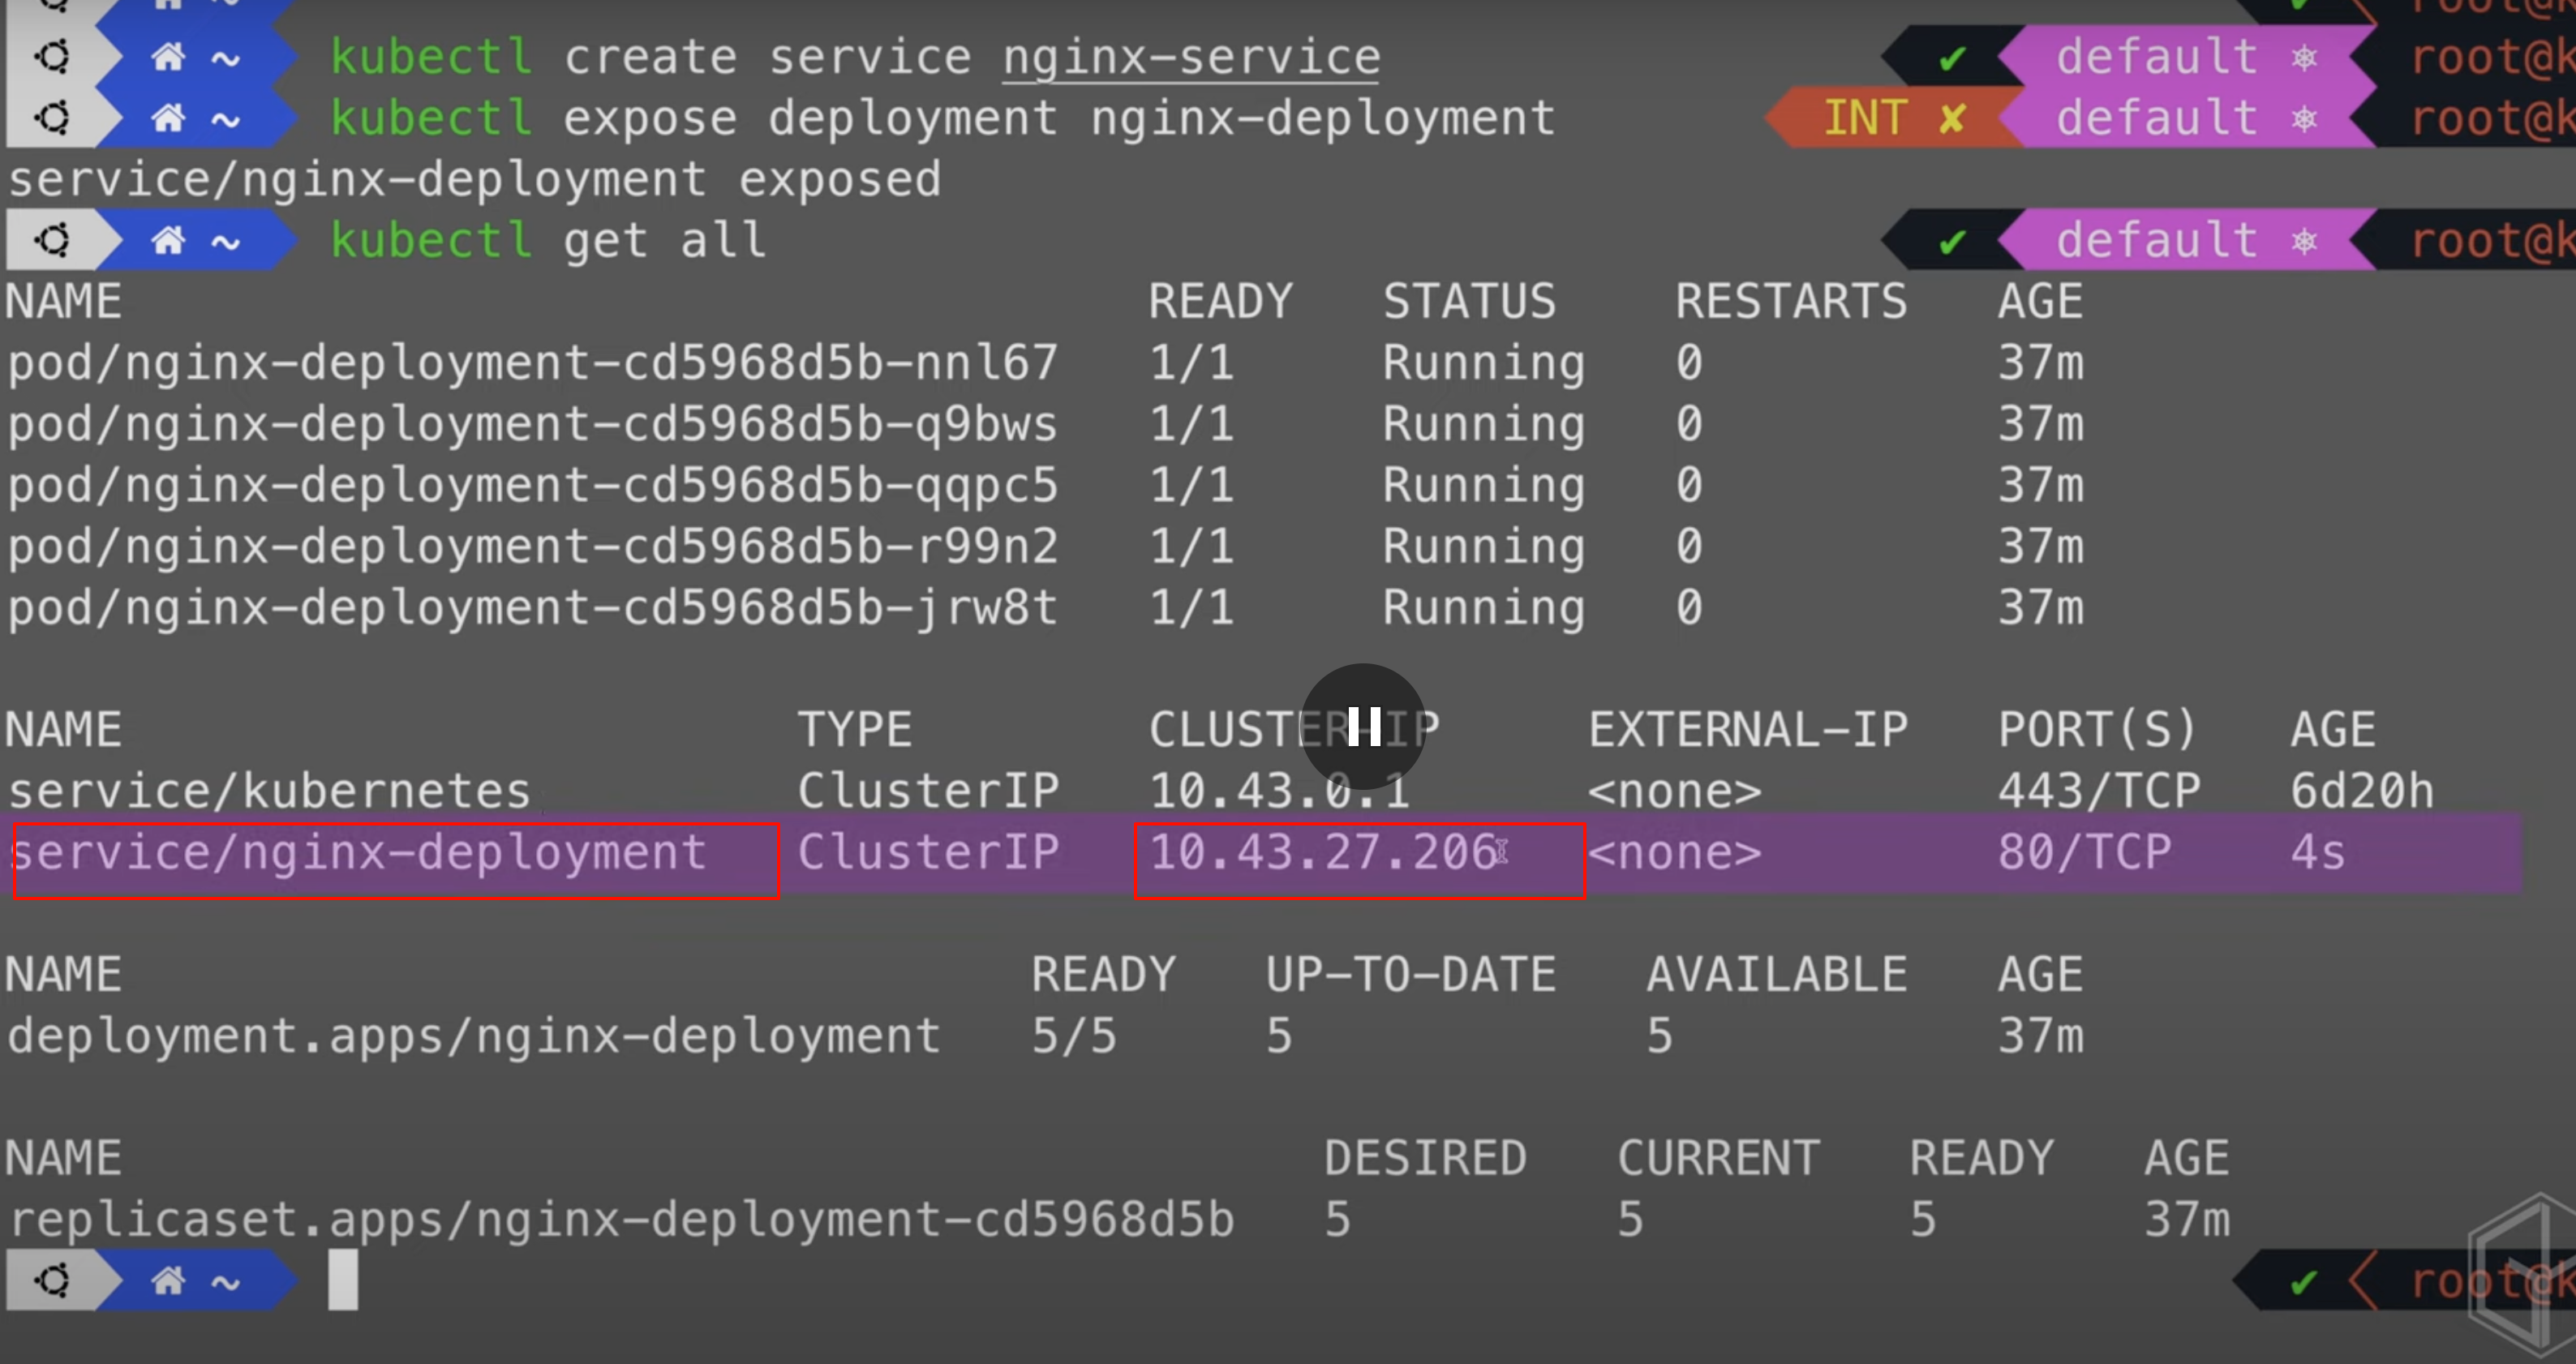 ~ kubectl create service nginx-service ✔ default root@k
~ kubectl expose deployment nginx-deployment INT ✘ default root@k
service/nginx-deployment exposed
~ kubectl get all ✔ default root@k
NAME READY STATUS RESTARTS AGE
pod/nginx-deployment-cd5968d5b-nnl67 1/1 Running 0 37m
pod/nginx-deployment-cd5968d5b-q9bws 1/1 Running 0 37m
pod/nginx-deployment-cd5968d5b-qqpc5 1/1 Running 0 37m
pod/nginx-deployment-cd5968d5b-r99n2 1/1 Running 0 37m
pod/nginx-deployment-cd5968d5b-jrw8t 1/1 Running 0 37m
NAME TYPE CLUSTER-IP EXTERNAL-IP PORT(S) AGE
service/kubernetes ClusterIP 10.43.0.1 <none> 443/TCP 6d20h
service/nginx-deployment ClusterIP 10.43.27.206 <none> 80/TCP 4s
NAME READY UP-TO-DATE AVAILABLE AGE
deployment.apps/nginx-deployment 5/5 5 5 37m
NAME DESIRED CURRENT READY AGE
replicaset.apps/nginx-deployment-cd5968d5b 5 5 5 37m
~ ✔ root@k